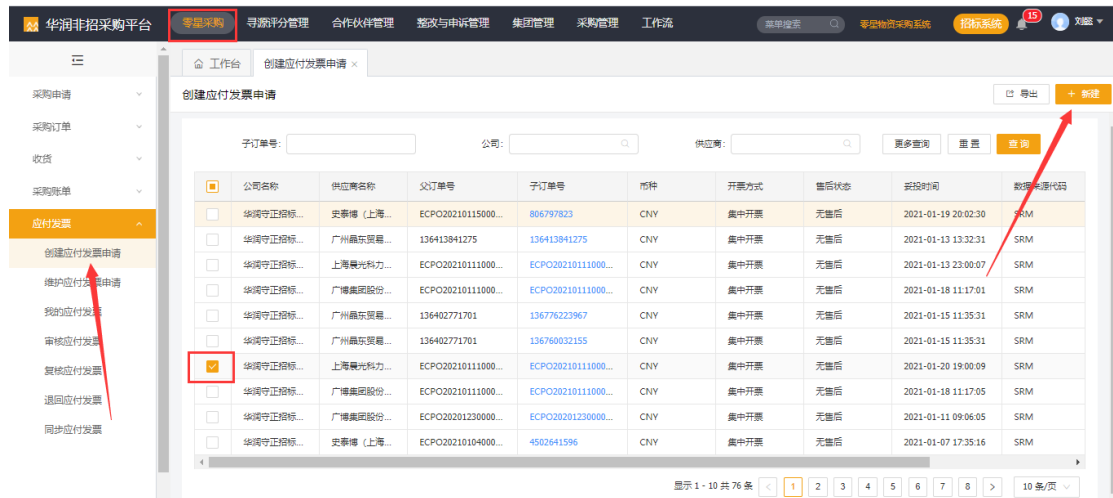 华润非招采购平台 零星采购 寻源评分管理 合作伙伴管理 整改与申诉管理 集团管理 采购管理 工作流 菜单搜索 零星物资采购系统 招标系统 15
工作台 创建应付发票申请 ×
采购申请
采购订单
收货
采购账单
应付发票
创建应付发票申请
维护应付发票申请
我的应付发票
审核应付发票
复核应付发票
退回应付发票
同步应付发票
创建应付发票申请 导出 + 新建
子订单号: 公司: 供应商: 更多查询 重置 查询
公司名称 供应商名称 父订单号 子订单号 币种 开票方式 售后状态 妥投时间 数据来源代码
华润守正招标... 史泰博（上海... ECPO20210115000... 806797823 CNY 集中开票 无售后 2021-01-19 20:02:30 SRM
华润守正招标... 广州晶东贸易... 136413841275 136413841275 CNY 集中开票 无售后 2021-01-13 13:32:31 SRM
华润守正招标... 上海晨光科力... ECPO20210111000... ECPO20210111000... CNY 集中开票 无售后 2021-01-13 23:00:07 SRM
华润守正招标... 广博集团股份... ECPO20210111000... ECPO20210111000... CNY 集中开票 无售后 2021-01-18 11:17:01 SRM
华润守正招标... 广州晶东贸易... 136402771701 136776223967 CNY 集中开票 无售后 2021-01-15 11:35:31 SRM
华润守正招标... 广州晶东贸易... 136402771701 136760032155 CNY 集中开票 无售后 2021-01-15 11:35:31 SRM
华润守正招标... 上海晨光科力... ECPO20210111000... ECPO20210111000... CNY 集中开票 无售后 2021-01-20 19:00:09 SRM
华润守正招标... 广博集团股份... ECPO20210111000... ECPO20210111000... CNY 集中开票 无售后 2021-01-18 11:17:05 SRM
华润守正招标... 广博集团股份... ECPO20201230000... ECPO20201230000... CNY 集中开票 无售后 2021-01-11 09:06:05 SRM
华润守正招标... 史泰博（上海... ECPO20210104000... 4502641596 CNY 集中开票 无售后 2021-01-07 17:35:16 SRM
显示 1 - 10 共 76 条 < 1 2 3 4 5 6 7 8 > 10 条/页